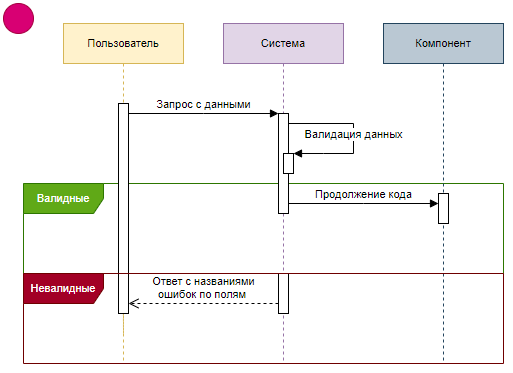 Пользователь
Система
Компонент
Запрос с данными
Валидация данных
Валидные
Продолжение кода
Невалидные
Ответ с названиями
ошибок по полям